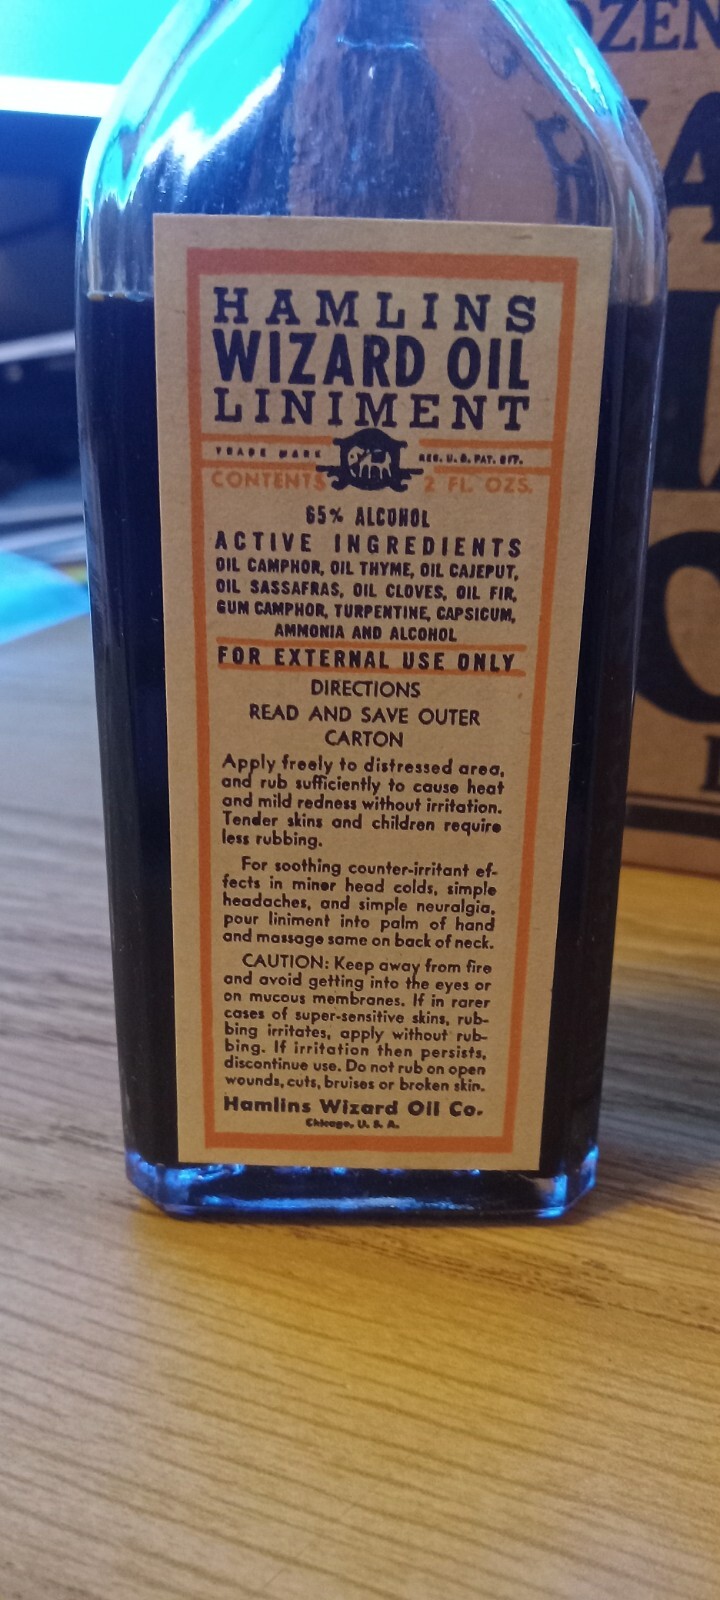 DOZEN
HAMLINS
WIZARD OIL
LINIMENT
TRADE MARK REG. U. S. PAT. OFF.
CONTENTS 2 FL. OZS.
65% ALCOHOL
ACTIVE INGREDIENTS
OIL CAMPHOR, OIL THYME, OIL CAJEPUT,
OIL SASSAFRAS, OIL CLOVES, OIL FIR,
GUM CAMPHOR, TURPENTINE, CAPSICUM,
AMMONIA AND ALCOHOL
FOR EXTERNAL USE ONLY
DIRECTIONS
READ AND SAVE OUTER
CARTON
Apply freely to distressed area,
and rub sufficiently to cause heat
and mild redness without irritation.
Tender skins and children require
less rubbing.
For soothing counter-irritant ef-
fects in minor head colds, simple
headaches, and simple neuralgia,
pour liniment into palm of hand
and massage same on back of neck.
CAUTION: Keep away from fire
and avoid getting into the eyes or
on mucous membranes. If in rarer
cases of super-sensitive skins, rub-
bing irritates, apply without rub-
bing. If irritation then persists,
discontinue use. Do not rub on open
wounds, cuts, bruises or broken skin.
Hamlins Wizard Oil Co.
Chicago, U. S. A.